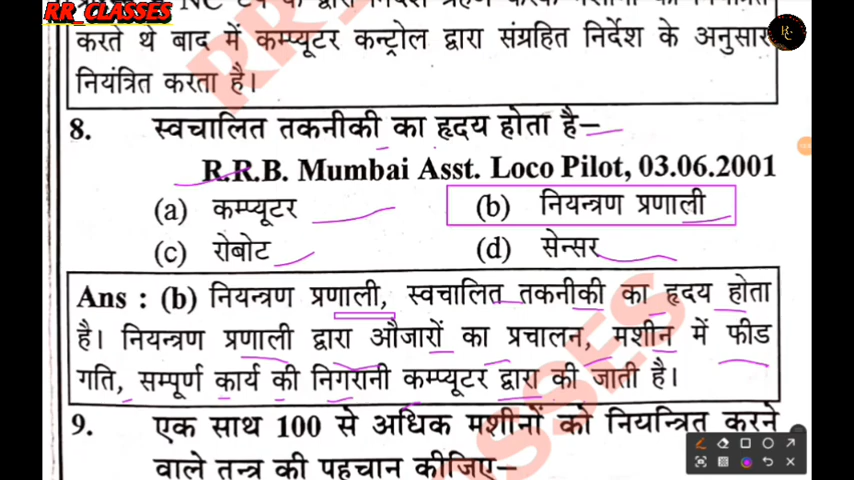 RR_CLASSES
करते थे बाद में कम्प्यूटर कन्ट्रोल द्वारा संग्रहित निर्देश के अनुसार
नियंत्रित करता है।
8. स्वचालित तकनीकी का हृदय होता है–
R.R.B. Mumbai Asst. Loco Pilot, 03.06.2001
(a) कम्प्यूटर (b) नियन्त्रण प्रणाली
(c) रोबोट (d) सेन्सर
Ans : (b) नियन्त्रण प्रणाली, स्वचालित तकनीकी का हृदय होता
है। नियन्त्रण प्रणाली द्वारा औजारों का प्रचालन, मशीन में फीड
गति, सम्पूर्ण कार्य की निगरानी कम्प्यूटर द्वारा की जाती है।
9. एक साथ 100 से अधिक मशीनों को नियन्त्रित करने
वाले तन्त्र की पहचान कीजिए–